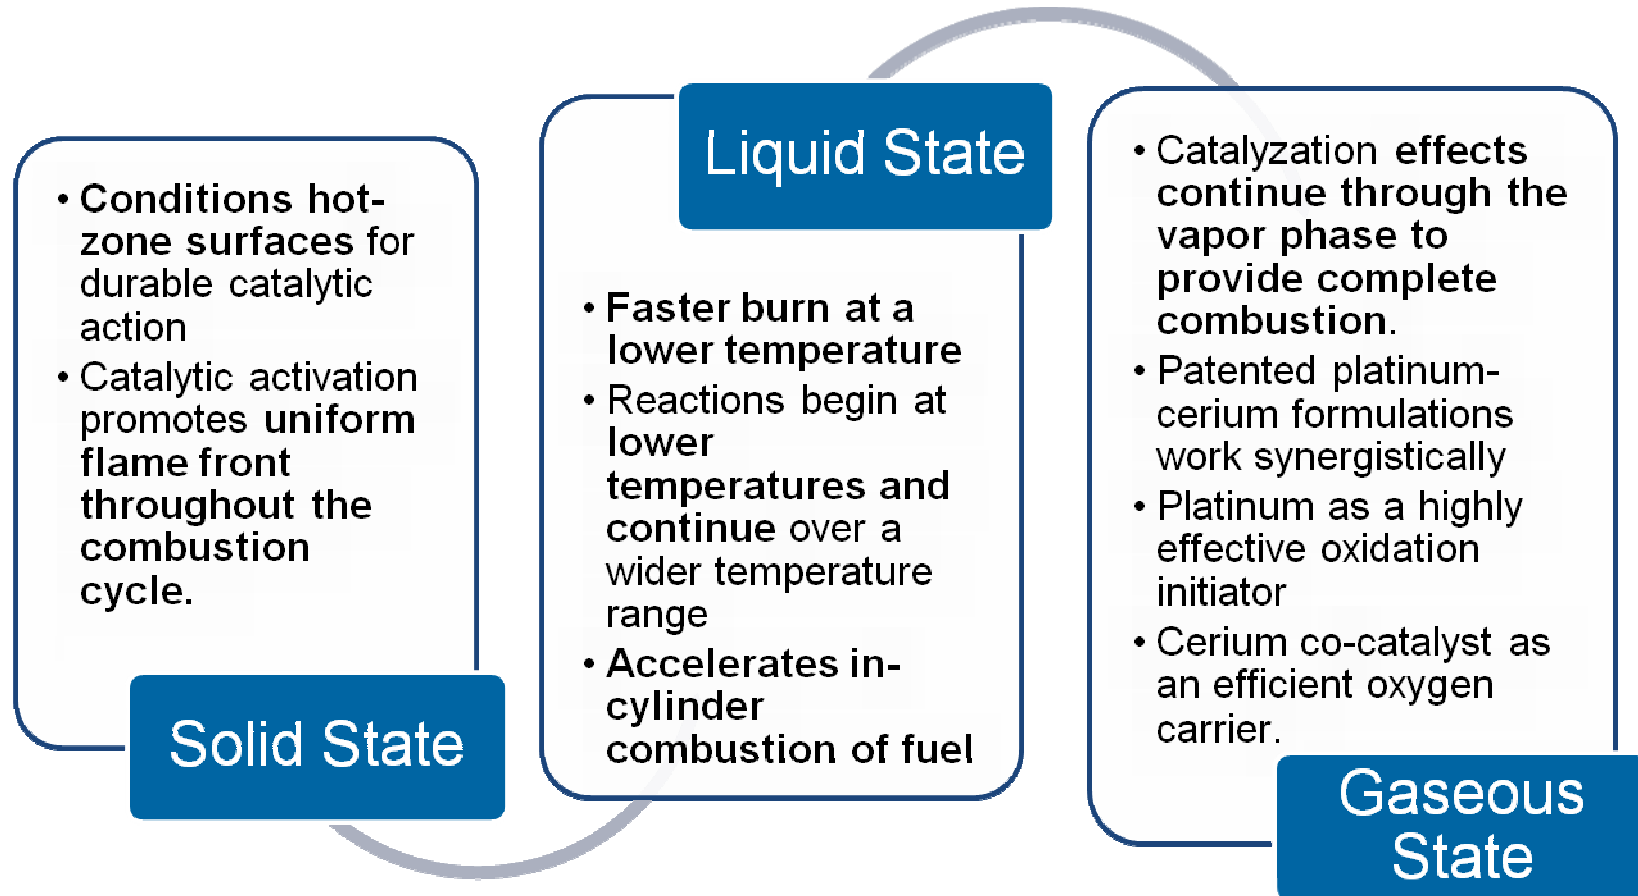 • Conditions hot-
zone surfaces for
durable catalytic
action
• Catalytic activation
promotes uniform
flame front
throughout the
combustion
cycle.
Solid State
Liquid State
• Faster burn at a
lower temperature
• Reactions begin at
lower
temperatures and
continue over a
wider temperature
range
• Accelerates in-
cylinder
combustion of fuel
• Catalyzation effects
continue through the
vapor phase to
provide complete
combustion.
• Patented platinum-
cerium formulations
work synergistically
• Platinum as a highly
effective oxidation
initiator
• Cerium co-catalyst as
an efficient oxygen
carrier.
Gaseous
State